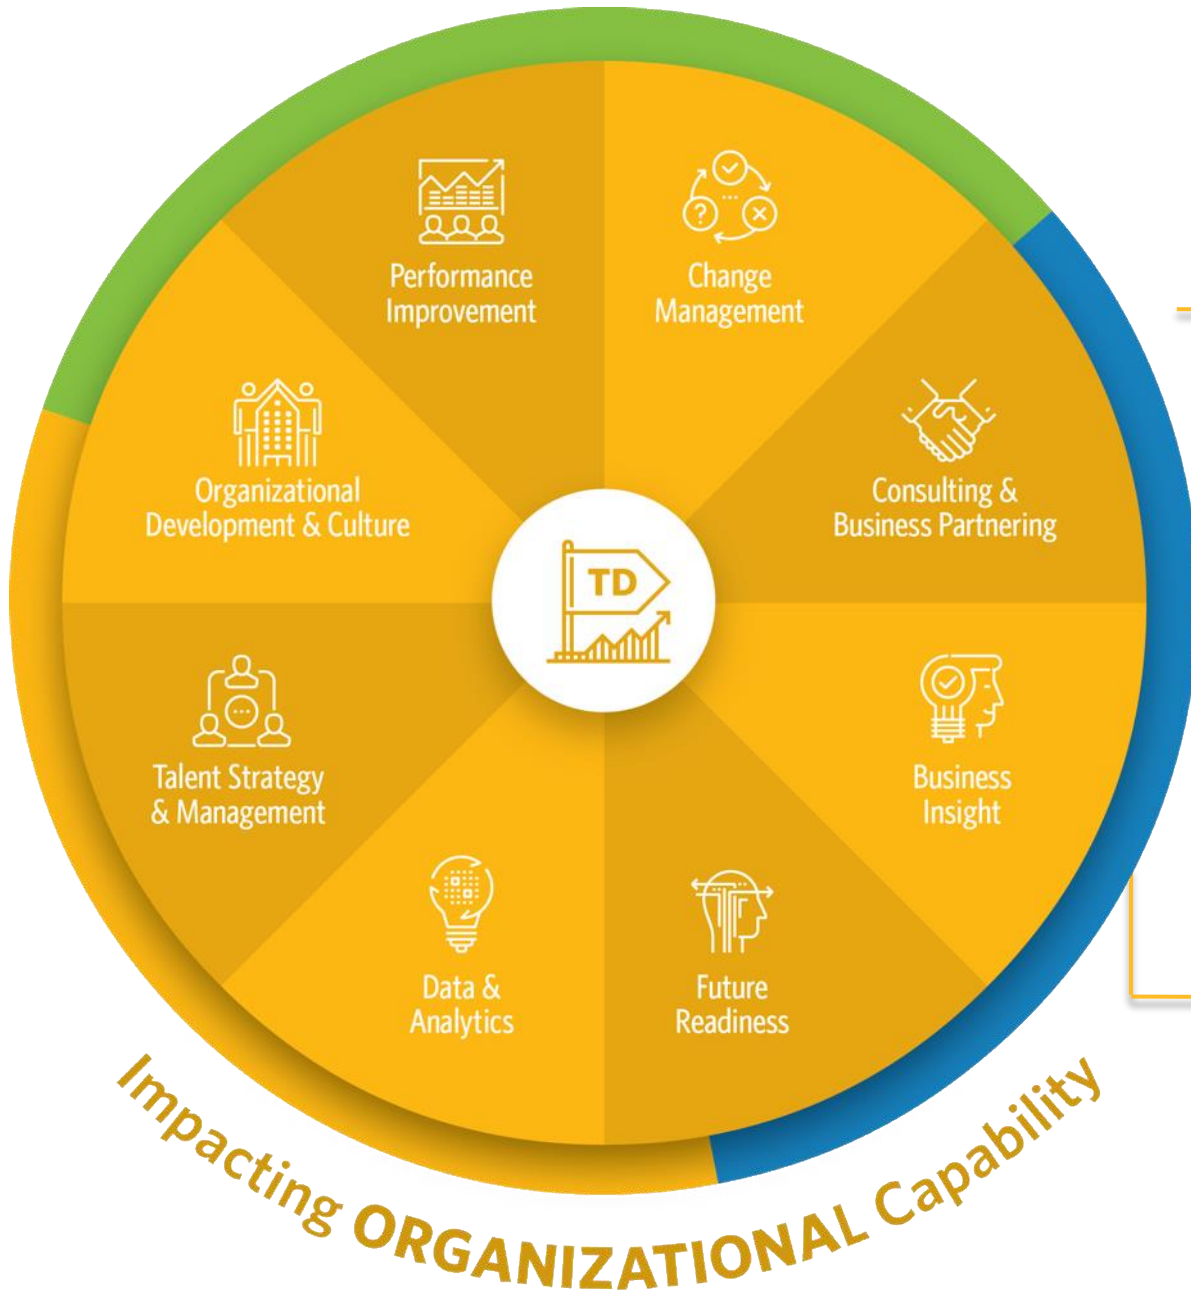 Performance
Improvement
Change
Management
Organizational
Development & Culture
Consulting &
Business Partnering
TD
Talent Strategy
& Management
Business
Insight
Data &
Analytics
Future
Readiness
Impacting ORGANIZATIONAL Capability